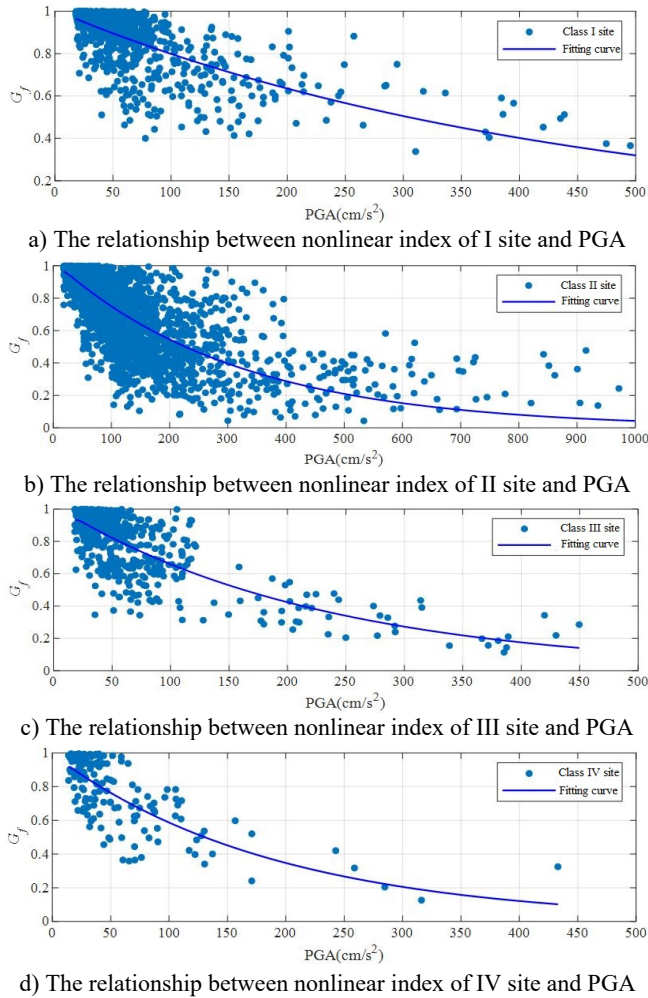 1
0.8
0.6
0.4
0.2
G_f
0 50 100 150 200 250 300 350 400 450 500
PGA(cm/s²)
Class I site
Fitting curve
a) The relationship between nonlinear index of I site and PGA
1
0.8
0.6
0.4
0.2
0
G_f
0 100 200 300 400 500 600 700 800 900 1000
PGA(cm/s²)
Class II site
Fitting curve
b) The relationship between nonlinear index of II site and PGA
1
0.8
0.6
0.4
0.2
0
G_f
0 50 100 150 200 250 300 350 400 450 500
PGA(cm/s²)
Class III site
Fitting curve
c) The relationship between nonlinear index of III site and PGA
1
0.8
0.6
0.4
0.2
0
G_f
0 50 100 150 200 250 300 350 400 450 500
PGA(cm/s²)
Class IV site
Fitting curve
d) The relationship between nonlinear index of IV site and PGA